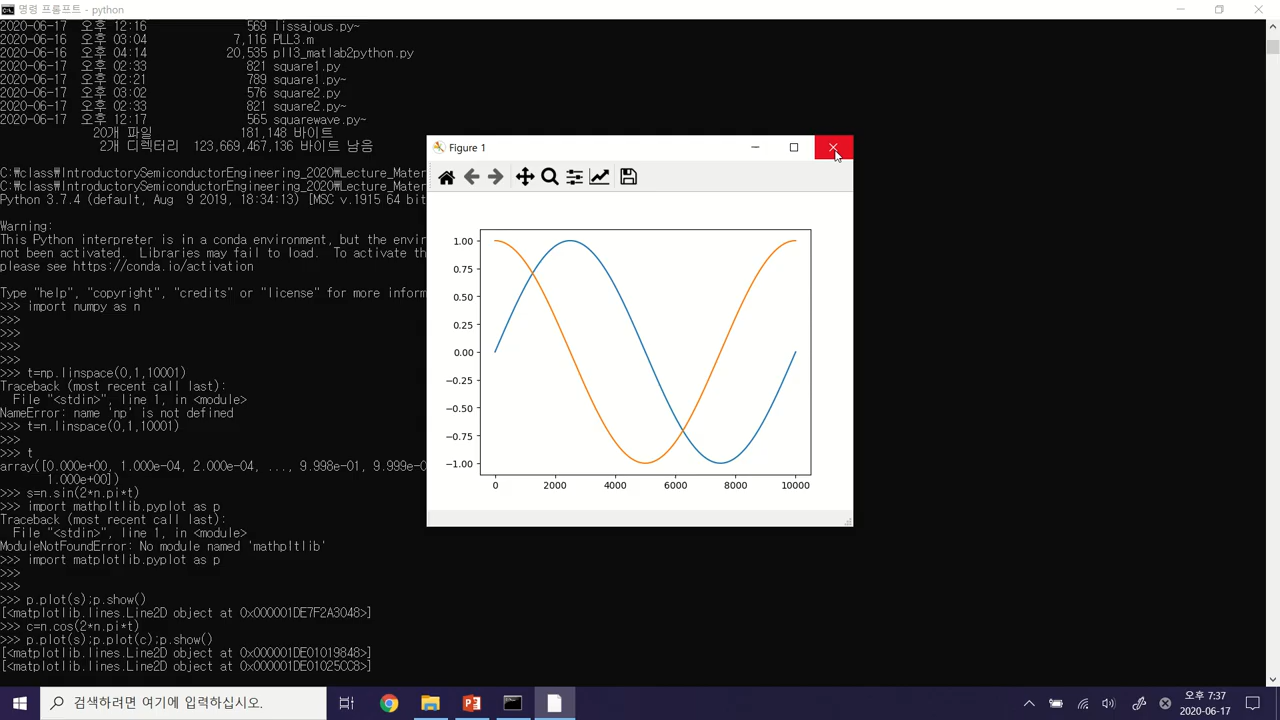 명령 프롬프트 - python
2020-06-17 오후 12:16 569 lissajous.py~
2020-06-16 오후 03:04 7,116 PLL3.m
2020-06-16 오후 04:14 20,535 pll3_matlab2python.py
2020-06-17 오후 02:33 821 square1.py
2020-06-17 오후 02:21 789 square1.py~
2020-06-17 오후 03:02 576 square2.py
2020-06-17 오후 02:33 821 square2.py~
2020-06-17 오후 12:17 565 squarewave.py~
20개 파일 181,148 바이트
2개 디렉터리 123,669,467,136 바이트 남음
C:₩class₩IntroductorySemiconductorEngineering_2020₩Lecture_Mater
C:₩class₩IntroductorySemiconductorEngineering_2020₩Lecture_Mater
Python 3.7.4 (default, Aug 9 2019, 18:34:13) [MSC v.1915 64 bit
Warning:
This Python interpreter is in a conda environment, but the envir
not been activated. Libraries may fail to load. To activate th
please see https://conda.io/activation
Type "help", "copyright", "credits" or "license" for more inform
>>> import numpy as n
>>>
>>>
>>>
>>>
>>> t=np.linspace(0,1,10001)
Traceback (most recent call last):
File "<stdin>", line 1, in <module>
NameError: name 'np' is not defined
>>> t=n.linspace(0,1,10001)
>>>
>>> t
array([0.000e+00, 1.000e-04, 2.000e-04, ..., 9.998e-01, 9.999e-0
1.000e+00])
>>> s=n.sin(2*n.pi*t)
>>> import mathpltlib.pyplot as p
Traceback (most recent call last):
File "<stdin>", line 1, in <module>
ModuleNotFoundError: No module named 'mathpltlib'
>>> import matplotlib.pyplot as p
>>>
>>>
>>> p.plot(s);p.show()
[<matplotlib.lines.Line2D object at 0x000001DE7F2A3048>]
>>> c=n.cos(2*n.pi*t)
>>> p.plot(s);p.plot(c);p.show()
[<matplotlib.lines.Line2D object at 0x000001DE01019848>]
[<matplotlib.lines.Line2D object at 0x000001DE01025CC8>]
Figure 1
1.00
0.75
0.50
0.25
0.00
−0.25
−0.50
−0.75
−1.00
0 2000 4000 6000 8000 10000
검색하려면 여기에 입력하십시오.
오후 7:37
2020-06-17